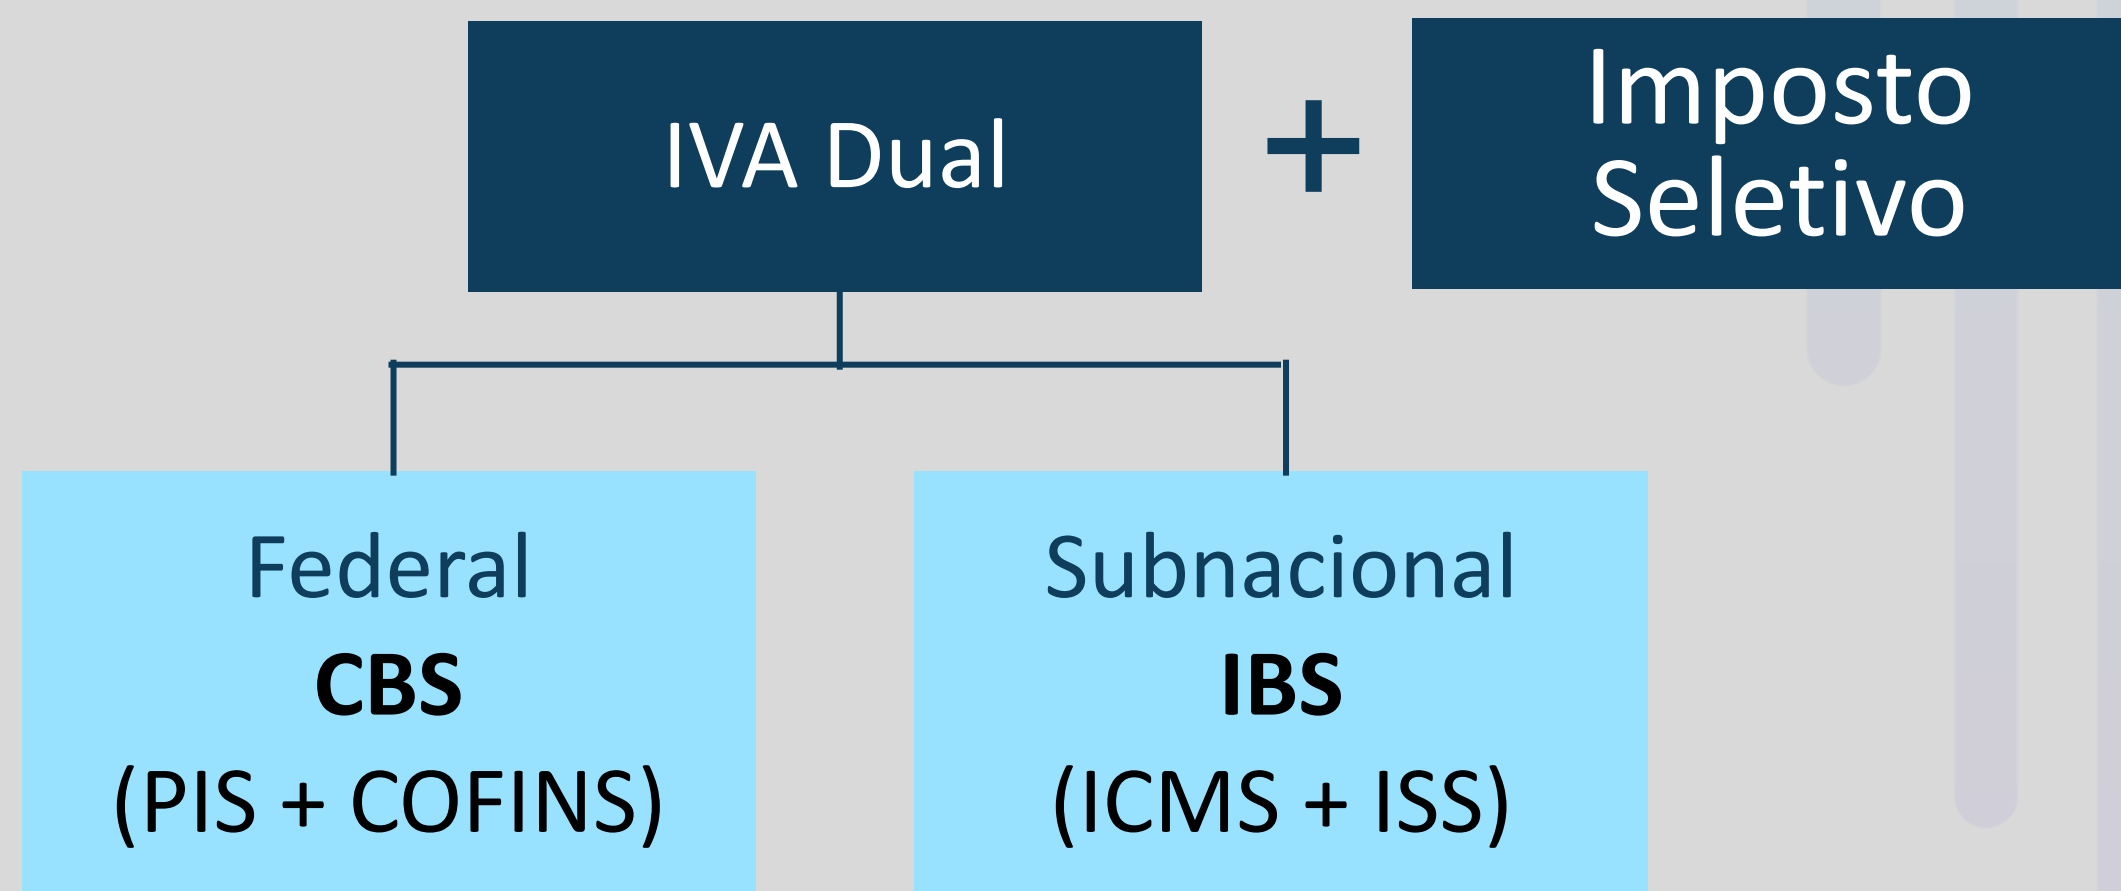 IVA Dual
+
Imposto
Seletivo
Federal
CBS
(PIS + COFINS)
Subnacional
IBS
(ICMS + ISS)